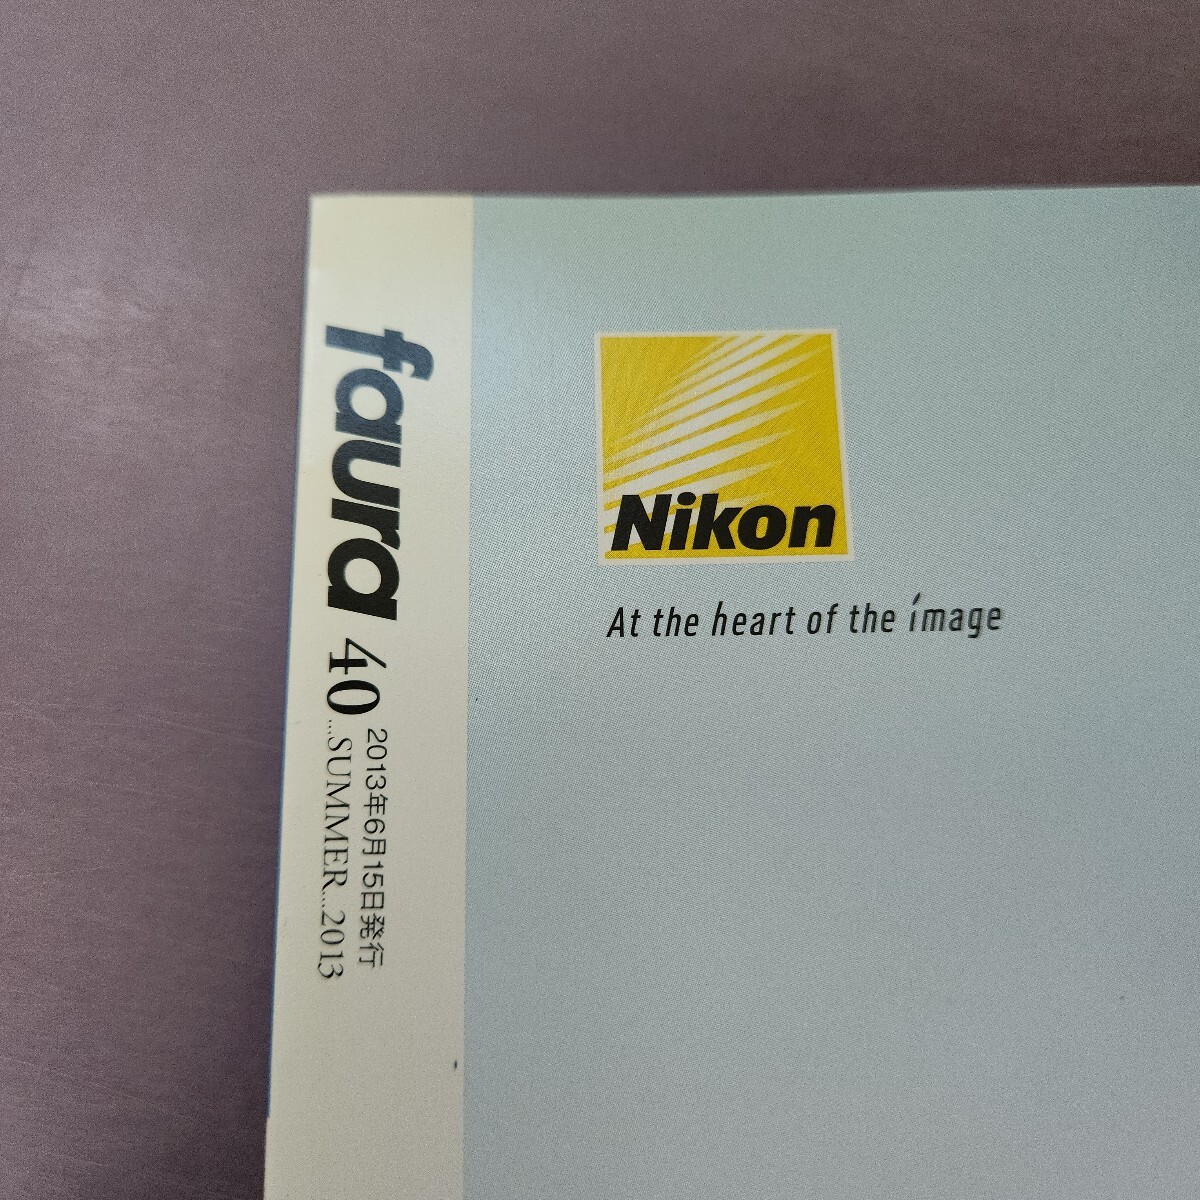 faura 40
2013年6月15日発行
...SUMMER...2013
Nikon
At the heart of the image